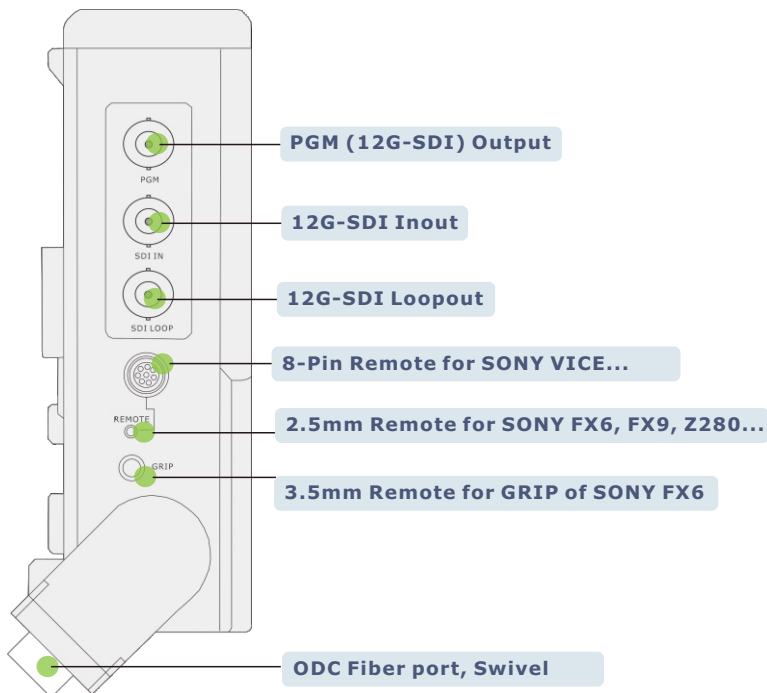 PGM (12G-SDI) Output
PGM
12G-SDI Inout
SDI IN
12G-SDI Loopout
SDI LOOP
8-Pin Remote for SONY VICE...
REMOTE
2.5mm Remote for SONY FX6, FX9, Z280...
GRIP
3.5mm Remote for GRIP of SONY FX6
ODC Fiber port, Swivel